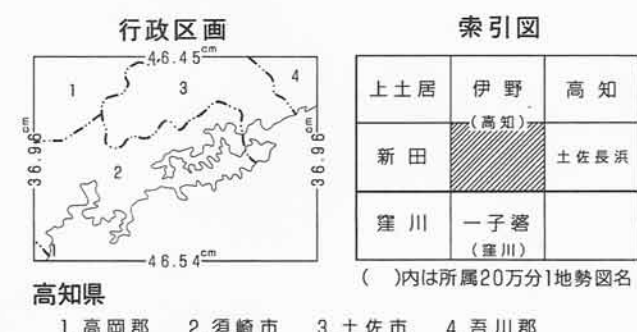 行政区画
46.45cm
1 3 4
36.96cm 2 36.96cm
46.54cm
高知県
1 高岡郡 2 須崎市 3 土佐市 4 吾川郡
索引図
上土居 伊野 高知
(高知)
新田 土佐長浜
窪川 一子碆
(窪川)
( )内は所属20万分1地勢図名